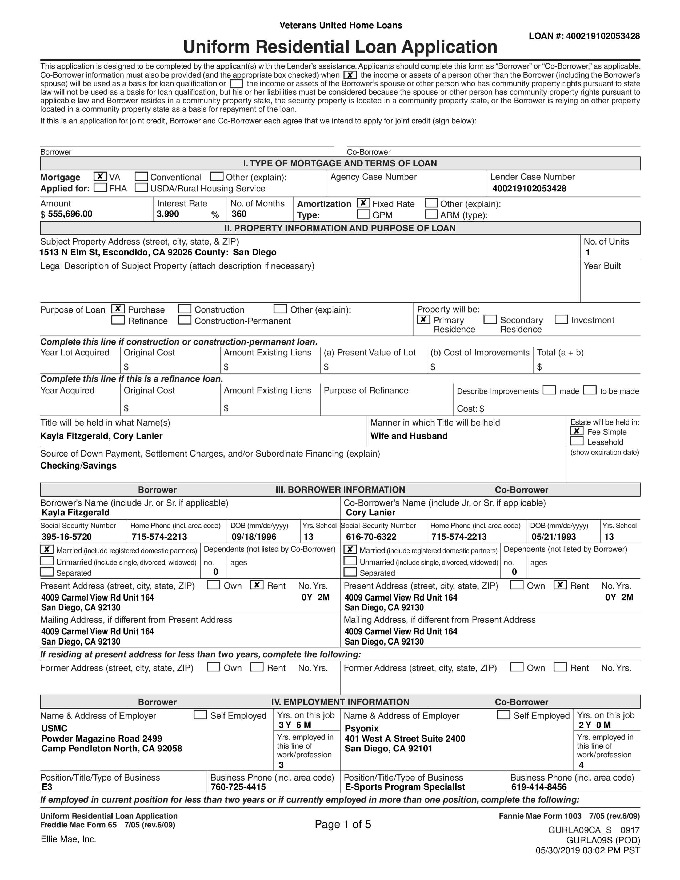 Veterans United Home Loans
LOAN #: 400219102053428
Uniform Residential Loan Application
This application is designed to be completed by the applicant(s) with the Lender's assistance. Applicants should complete this form as "Borrower" or "Co-Borrower," as applicable.
Co-Borrower information must also be provided (and the appropriate box checked) when X the income or assets of a person other than the Borrower (including the Borrower's
spouse) will be used as a basis for loan qualification or the income or assets of the Borrower's spouse or other person who has community property rights pursuant to state
law will not be used as a basis for loan qualification, but his or her liabilities must be considered because the spouse or other person has community property rights pursuant to
applicable law and Borrower resides in a community property state, the security property is located in a community property state, or the Borrower is relying on other property
located in a community property state as a basis for repayment of the loan.
If this is an application for joint credit, Borrower and Co-Borrower each agree that we intend to apply for joint credit (sign below):
Borrower Co-Borrower
I. TYPE OF MORTGAGE AND TERMS OF LOAN
Mortgage X VA Conventional Other (explain): Agency Case Number Lender Case Number
Applied for: FHA USDA/Rural Housing Service 400219102053428
Amount Interest Rate No. of Months Amortization X Fixed Rate Other (explain):
$ 555,696.00 3.990 % 360 Type: GPM ARM (type):
II. PROPERTY INFORMATION AND PURPOSE OF LOAN
Subject Property Address (street, city, state, & ZIP) No. of Units
1513 N Elm St, Escondido, CA 92026 County: San Diego 1
Legal Description of Subject Property (attach description if necessary) Year Built
Purpose of Loan X Purchase Construction Other (explain): Property will be:
Refinance Construction-Permanent X Primary Residence Secondary Residence Investment
Complete this line if construction or construction-permanent loan.
Year Lot Acquired Original Cost Amount Existing Liens (a) Present Value of Lot (b) Cost of Improvements Total (a + b)
$ $ $ $ $
Complete this line if this is a refinance loan.
Year Acquired Original Cost Amount Existing Liens Purpose of Refinance Describe Improvements made to be made
$ $ Cost: $
Title will be held in what Name(s) Manner in which Title will be held Estate will be held in:
Kayla Fitzgerald, Cory Lanier Wife and Husband X Fee Simple
Leasehold
Source of Down Payment, Settlement Charges, and/or Subordinate Financing (explain) (show expiration date)
Checking/Savings
Borrower III. BORROWER INFORMATION Co-Borrower
Borrower's Name (include Jr. or Sr. if applicable) Co-Borrower's Name (include Jr. or Sr. if applicable)
Kayla Fitzgerald Cory Lanier
Social Security Number Home Phone (incl. area code) DOB (mm/dd/yyyy) Yrs. School Social Security Number Home Phone (incl. area code) DOB (mm/dd/yyyy) Yrs. School
395-16-5720 715-574-2213 09/18/1996 13 616-70-6322 715-574-2213 05/21/1993 13
X Married (include registered domestic partners) Dependents (not listed by Co-Borrower) X Married (include registered domestic partners) Dependents (not listed by Borrower)
Unmarried (include single, divorced, widowed) no. ages Unmarried (include single, divorced, widowed) no. ages
Separated 0 Separated 0
Present Address (street, city, state, ZIP) Own X Rent No. Yrs. Present Address (street, city, state, ZIP) Own X Rent No. Yrs.
4009 Carmel View Rd Unit 164 0Y 2M 4009 Carmel View Rd Unit 164 0Y 2M
San Diego, CA 92130 San Diego, CA 92130
Mailing Address, if different from Present Address Mailing Address, if different from Present Address
4009 Carmel View Rd Unit 164 4009 Carmel View Rd Unit 164
San Diego, CA 92130 San Diego, CA 92130
If residing at present address for less than two years, complete the following:
Former Address (street, city, state, ZIP) Own Rent No. Yrs. Former Address (street, city, state, ZIP) Own Rent No. Yrs.
Borrower IV. EMPLOYMENT INFORMATION Co-Borrower
Name & Address of Employer Self Employed Yrs. on this job Name & Address of Employer Self Employed Yrs. on this job
USMC 3 Y 6 M Psyonix 2 Y 0 M
Powder Magazine Road 2499 Yrs. employed in this line of work/profession 401 West A Street Suite 2400 Yrs. employed in this line of work/profession
Camp Pendleton North, CA 92058 San Diego, CA 92101
3 4
Position/Title/Type of Business Business Phone (incl. area code) Position/Title/Type of Business Business Phone (incl. area code)
E3 760-725-4415 E-Sports Program Specialist 619-414-8456
If employed in current position for less than two years or if currently employed in more than one position, complete the following:
Uniform Residential Loan Application Fannie Mae Form 1003 7/05 (rev.6/09)
Freddie Mac Form 65 7/05 (rev.6/09) Page 1 of 5
GURLA09CA_S 0917
Ellie Mae, Inc. GURLA09S (POD)
05/30/2019 03:02 PM PST